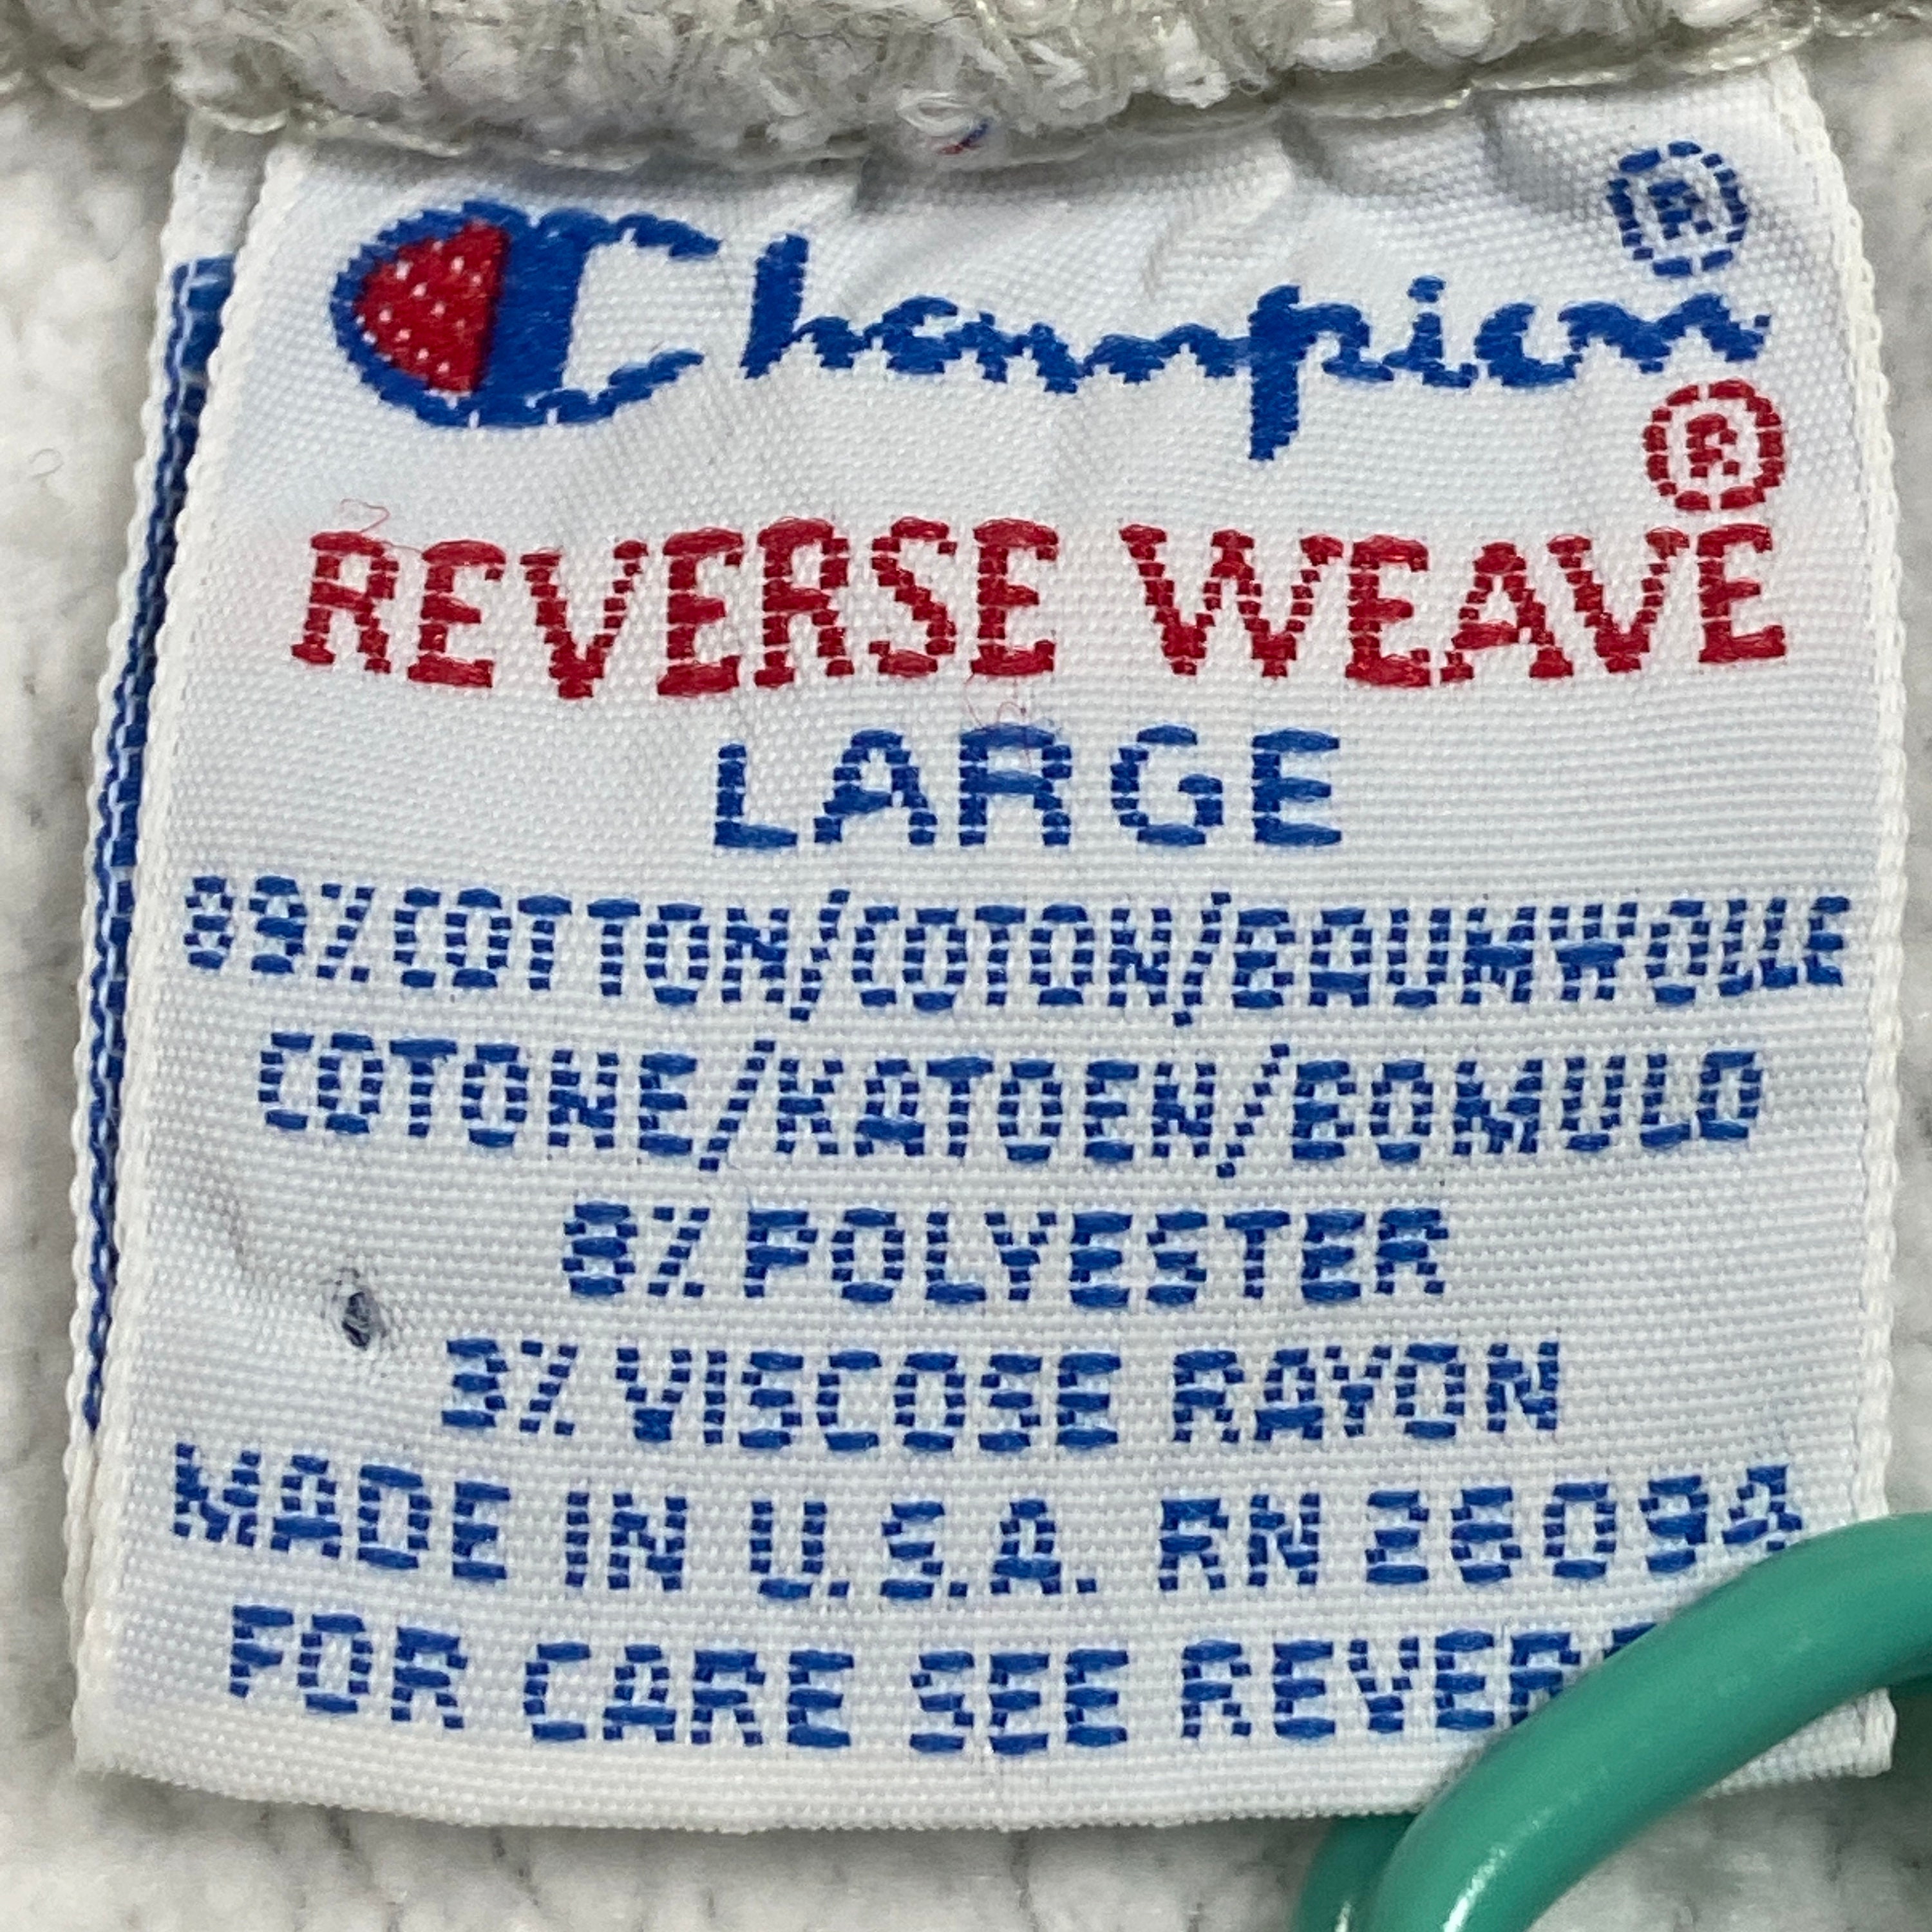 Champion®
REVERSE WEAVE®
LARGE
89% COTTON/COTON/BAUMWOLLE
COTONE/KATOEN/BOMULD
8% POLYESTER
3% VISCOSE RAYON
MADE IN U.S.A. RN 26094
FOR CARE SEE